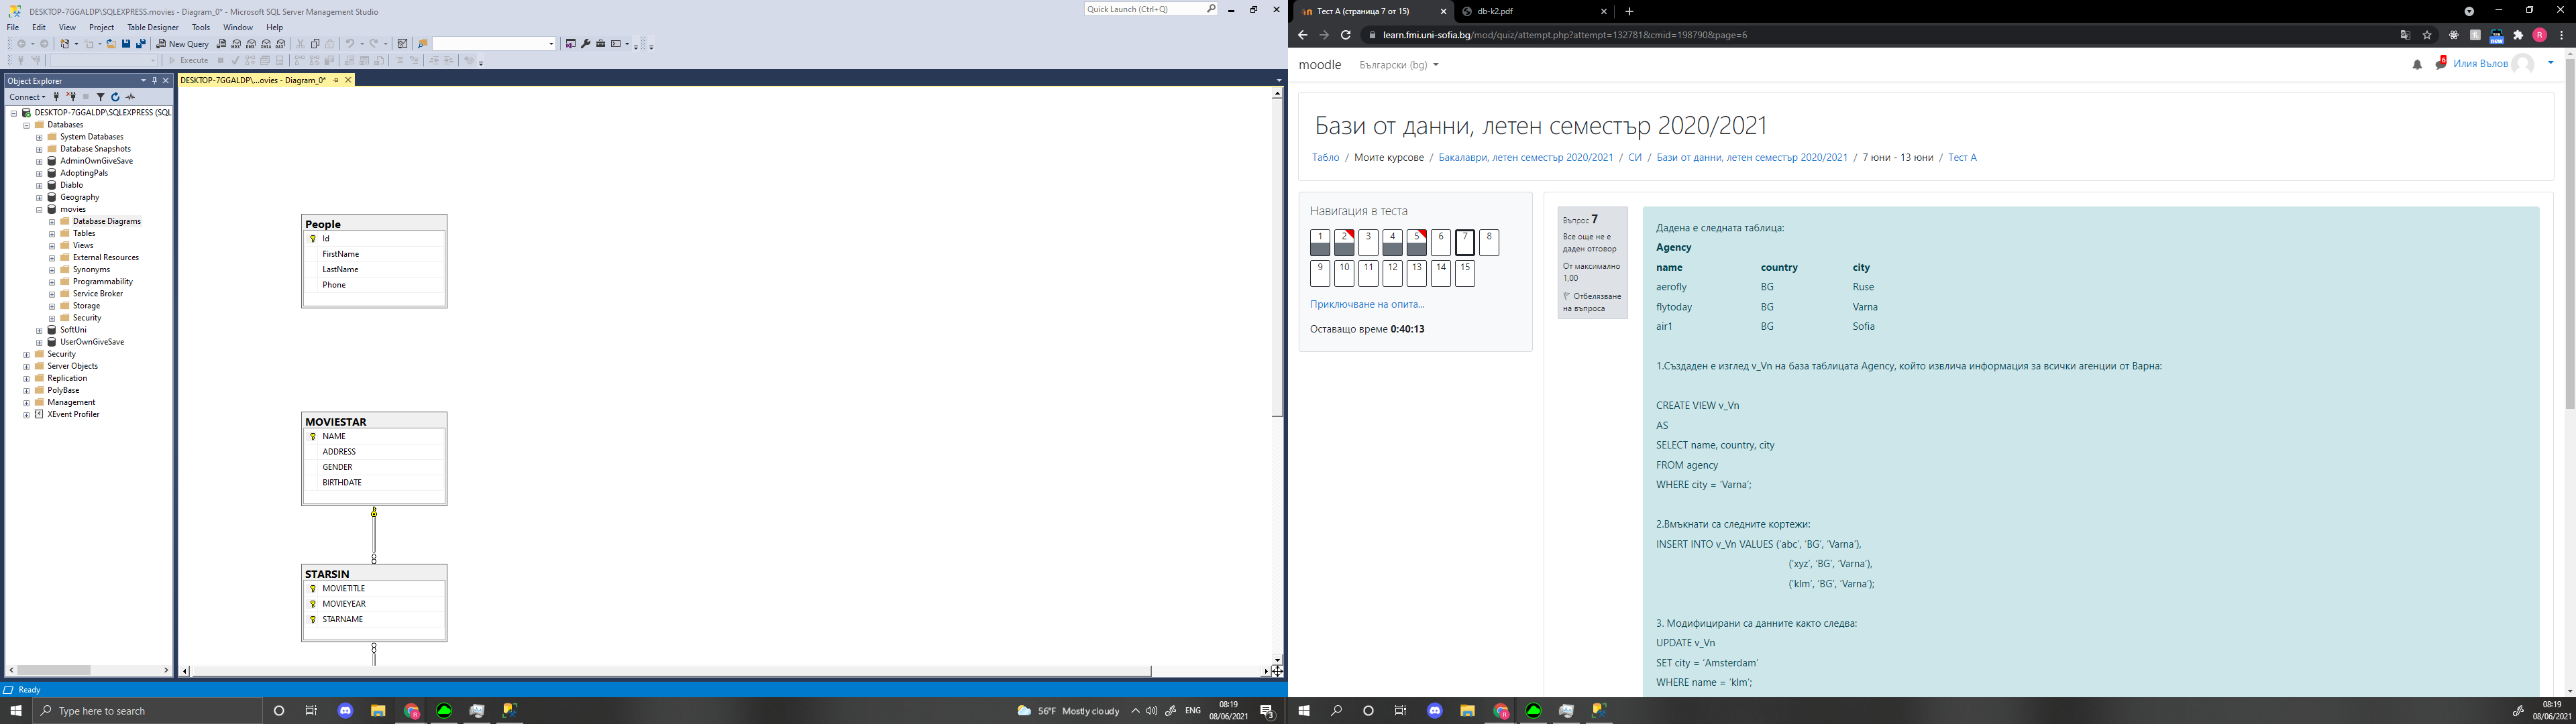 DESKTOP-7GGALDP\SQLEXPRESS.movies - Diagram_0* - Microsoft SQL Server Management Studio
Quick Launch (Ctrl+Q)
File Edit View Project Table Designer Tools Window Help
New Query
Execute
Object Explorer
Connect
DESKTOP-7GGALDP\SQLEXPRESS (SQL
Databases
System Databases
Database Snapshots
AdminOwnGiveSave
AdoptingPals
Diablo
Geography
movies
Database Diagrams
Tables
Views
External Resources
Synonyms
Programmability
Service Broker
Storage
Security
SoftUni
UserOwnGiveSave
Security
Server Objects
Replication
PolyBase
Management
XEvent Profiler
DESKTOP-7GGALDP\...ovies - Diagram_0*
People
Id
FirstName
LastName
Phone
MOVIESTAR
NAME
ADDRESS
GENDER
BIRTHDATE
STARSIN
MOVIETITLE
MOVIEYEAR
STARNAME
Ready
Type here to search
56°F Mostly cloudy
ENG
08:19
08/06/2021
3
Тест А (страница 7 от 15)
db-k2.pdf
learn.fmi.uni-sofia.bg/mod/quiz/attempt.php?attempt=132781&cmid=198790&page=6
new
R
moodle
Български (bg)
6
Илия Вълов
Бази от данни, летен семестър 2020/2021
Табло / Моите курсове / Бакалаври, летен семестър 2020/2021 / СИ / Бази от данни, летен семестър 2020/2021 / 7 юни - 13 юни / Тест А
Навигация в теста
1 2 3 4 5 6 7 8
9 10 11 12 13 14 15
Приключване на опита...
Оставащо време 0:40:13
Въпрос 7
Все още не е
даден отговор
От максимално
1,00
Отбелязване
на въпроса
Дадена е следната таблица:
Agency
name country city
aerofly BG Ruse
flytoday BG Varna
air1 BG Sofia
1.Създаден е изглед v_Vn на база таблицата Agency, който извлича информация за всички агенции от Варна:
CREATE VIEW v_Vn
AS
SELECT name, country, city
FROM agency
WHERE city = 'Varna';
2.Вмъкнати са следните кортежи:
INSERT INTO v_Vn VALUES ('abc', 'BG', 'Varna'),
('xyz', 'BG', 'Varna'),
('klm', 'BG', 'Varna');
3. Модифицирани са данните както следва:
UPDATE v_Vn
SET city = 'Amsterdam'
WHERE name = 'klm';
08:19
08/06/2021